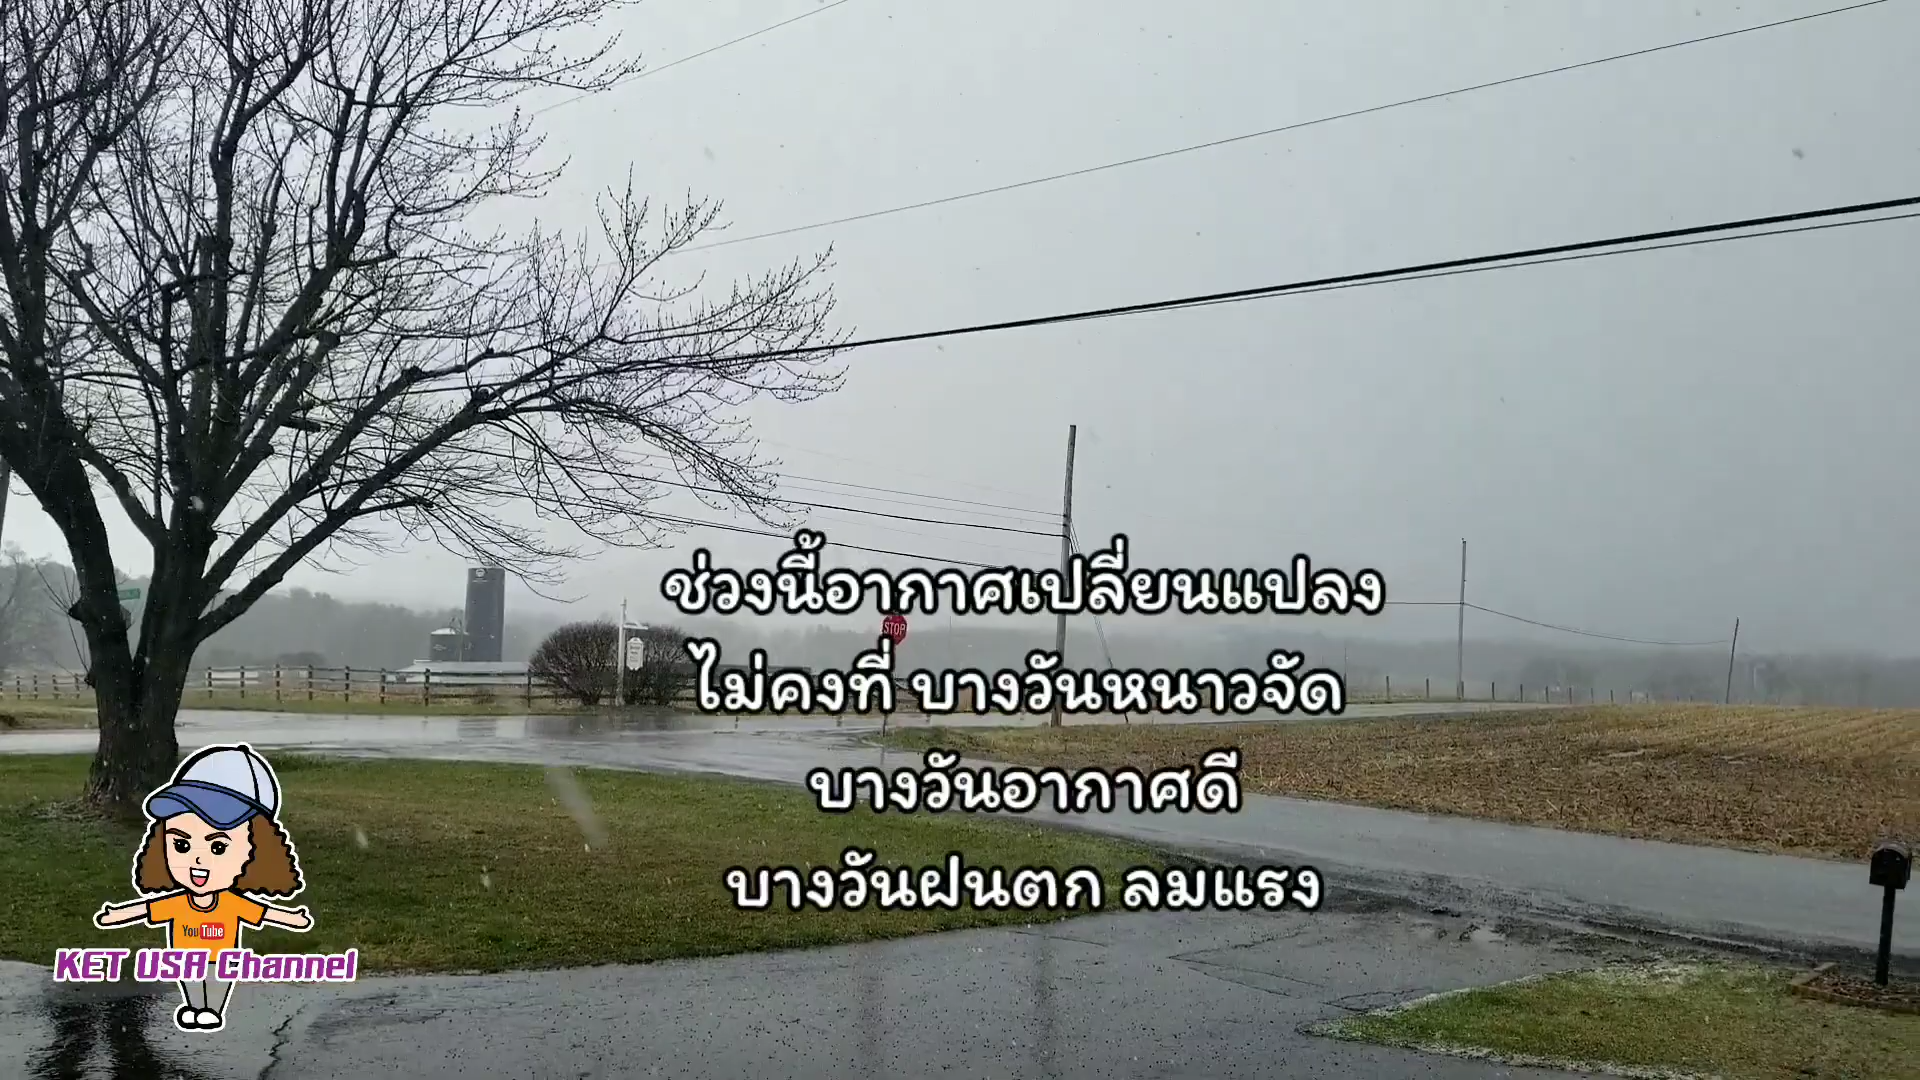 ช่วงนี้อากาศเปลี่ยนแปลง
STOP
ไม่คงที่ บางวันหนาวจัด
บางวันอากาศดี
บางวันฝนตก ลมแรง
YouTube
KET USA Channel